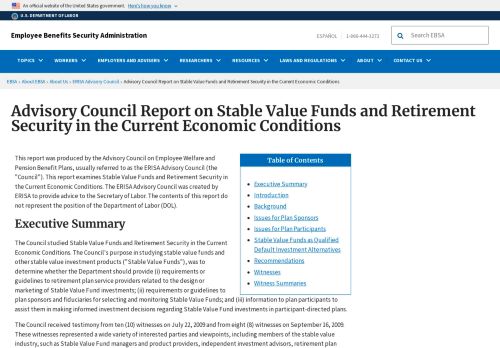 An official website of the United States government. Here's how you know
U.S. DEPARTMENT OF LABOR
Employee Benefits Security Administration
ESPAÑOL | 1-866-444-3272
Search EBSA
TOPICS WORKERS EMPLOYERS AND ADVISERS RESEARCHERS RESOURCES LAWS AND REGULATIONS ABOUT CONTACT US
EBSA » About EBSA » About Us » ERISA Advisory Council » Advisory Council Report on Stable Value Funds and Retirement Security in the Current Economic Conditions
Advisory Council Report on Stable Value Funds and Retirement
Security in the Current Economic Conditions
This report was produced by the Advisory Council on Employee Welfare and
Pension Benefit Plans, usually referred to as the ERISA Advisory Council (the
"Council"). This report examines Stable Value Funds and Retirement Security in
the Current Economic Conditions. The ERISA Advisory Council was created by
ERISA to provide advice to the Secretary of Labor. The contents of this report do
not represent the position of the Department of Labor (DOL).
Table of Contents
Executive Summary
Introduction
Background
Issues for Plan Sponsors
Issues for Plan Participants
Stable Value Funds as Qualified
Default Investment Alternatives
Recommendations
Witnesses
Witness Summaries
Executive Summary
The Council studied Stable Value Funds and Retirement Security in the Current
Economic Conditions. The Council's purpose in studying stable value funds and
other stable value investment products ("Stable Value Funds"), was to
determine whether the Department should provide (i) requirements or
guidelines to retirement plan service providers related to the design or
marketing of Stable Value Fund investments; (ii) requirements or guidelines to
plan sponsors and fiduciaries for selecting and monitoring Stable Value Funds; and (iii) information to plan participants to
assist them in making informed investment decisions regarding Stable Value Fund investments in participant-directed plans.
The Council received testimony from ten (10) witnesses on July 22, 2009 and from eight (8) witnesses on September 16, 2009.
These witnesses represented a wide variety of interested parties and viewpoints, including members of the stable value
industry, such as Stable Value Fund managers and product providers, independent investment advisors, retirement plan